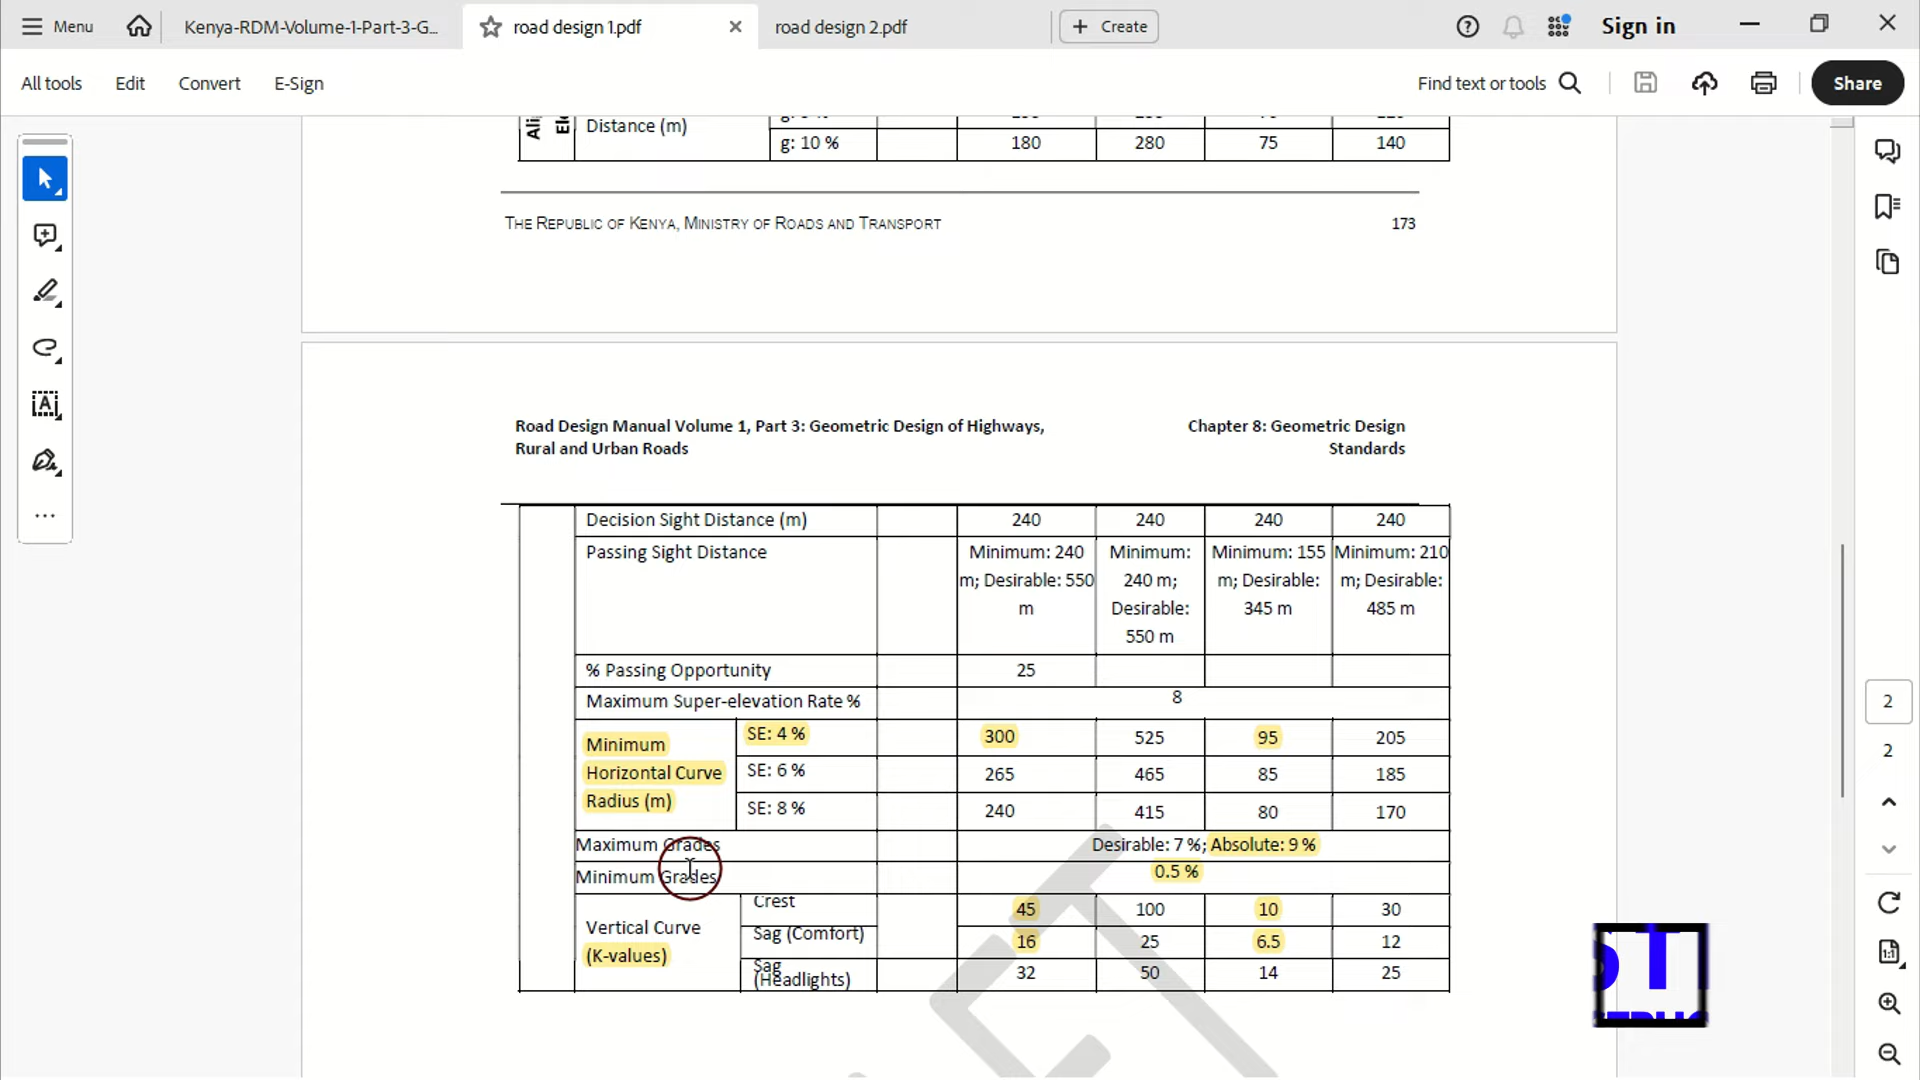 Menu
Kenya-RDM-Volume-1-Part-3-G...
road design 1.pdf
road design 2.pdf
Create
Sign in
All tools
Edit
Convert
E-Sign
Find text or tools
Share
Distance (m)
g: 10 % 180 280 75 140
THE REPUBLIC OF KENYA, MINISTRY OF ROADS AND TRANSPORT 173
Road Design Manual Volume 1, Part 3: Geometric Design of Highways,
Rural and Urban Roads
Chapter 8: Geometric Design
Standards
Decision Sight Distance (m) 240 240 240 240
Passing Sight Distance
Minimum: 240
m; Desirable: 550
m
Minimum:
240 m;
Desirable:
550 m
Minimum: 155
m; Desirable:
345 m
Minimum: 210
m; Desirable:
485 m
% Passing Opportunity 25
Maximum Super-elevation Rate % 8
Minimum
Horizontal Curve
Radius (m)
SE: 4 % 300 525 95 205
SE: 6 % 265 465 85 185
SE: 8 % 240 415 80 170
Maximum Grades Desirable: 7 %; Absolute: 9 %
Minimum Grades 0.5 %
Vertical Curve
(K-values)
Crest 45 100 10 30
Sag (Comfort) 16 25 6.5 12
Sag
(Headlights) 32 50 14 25
2
2